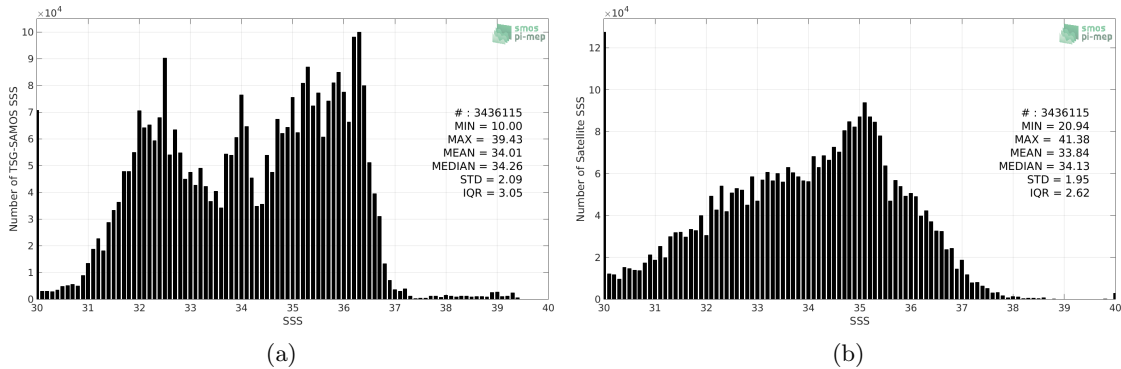 ×10⁴
10
9
8
7
6
5
4
3
2
1
0
30
31
32
33
34
35
36
37
38
39
40
SSS
Number of TSG-SAMOS SSS
smos
pi-mep
# : 3436115
MIN = 10.00
MAX = 39.43
MEAN = 34.01
MEDIAN = 34.26
STD = 2.09
IQR = 3.05
(a)
×10⁴
12
10
8
6
4
2
0
30
31
32
33
34
35
36
37
38
39
40
SSS
Number of Satellite SSS
smos
pi-mep
# : 3436115
MIN = 20.94
MAX = 41.38
MEAN = 33.84
MEDIAN = 34.13
STD = 1.95
IQR = 2.62
(b)